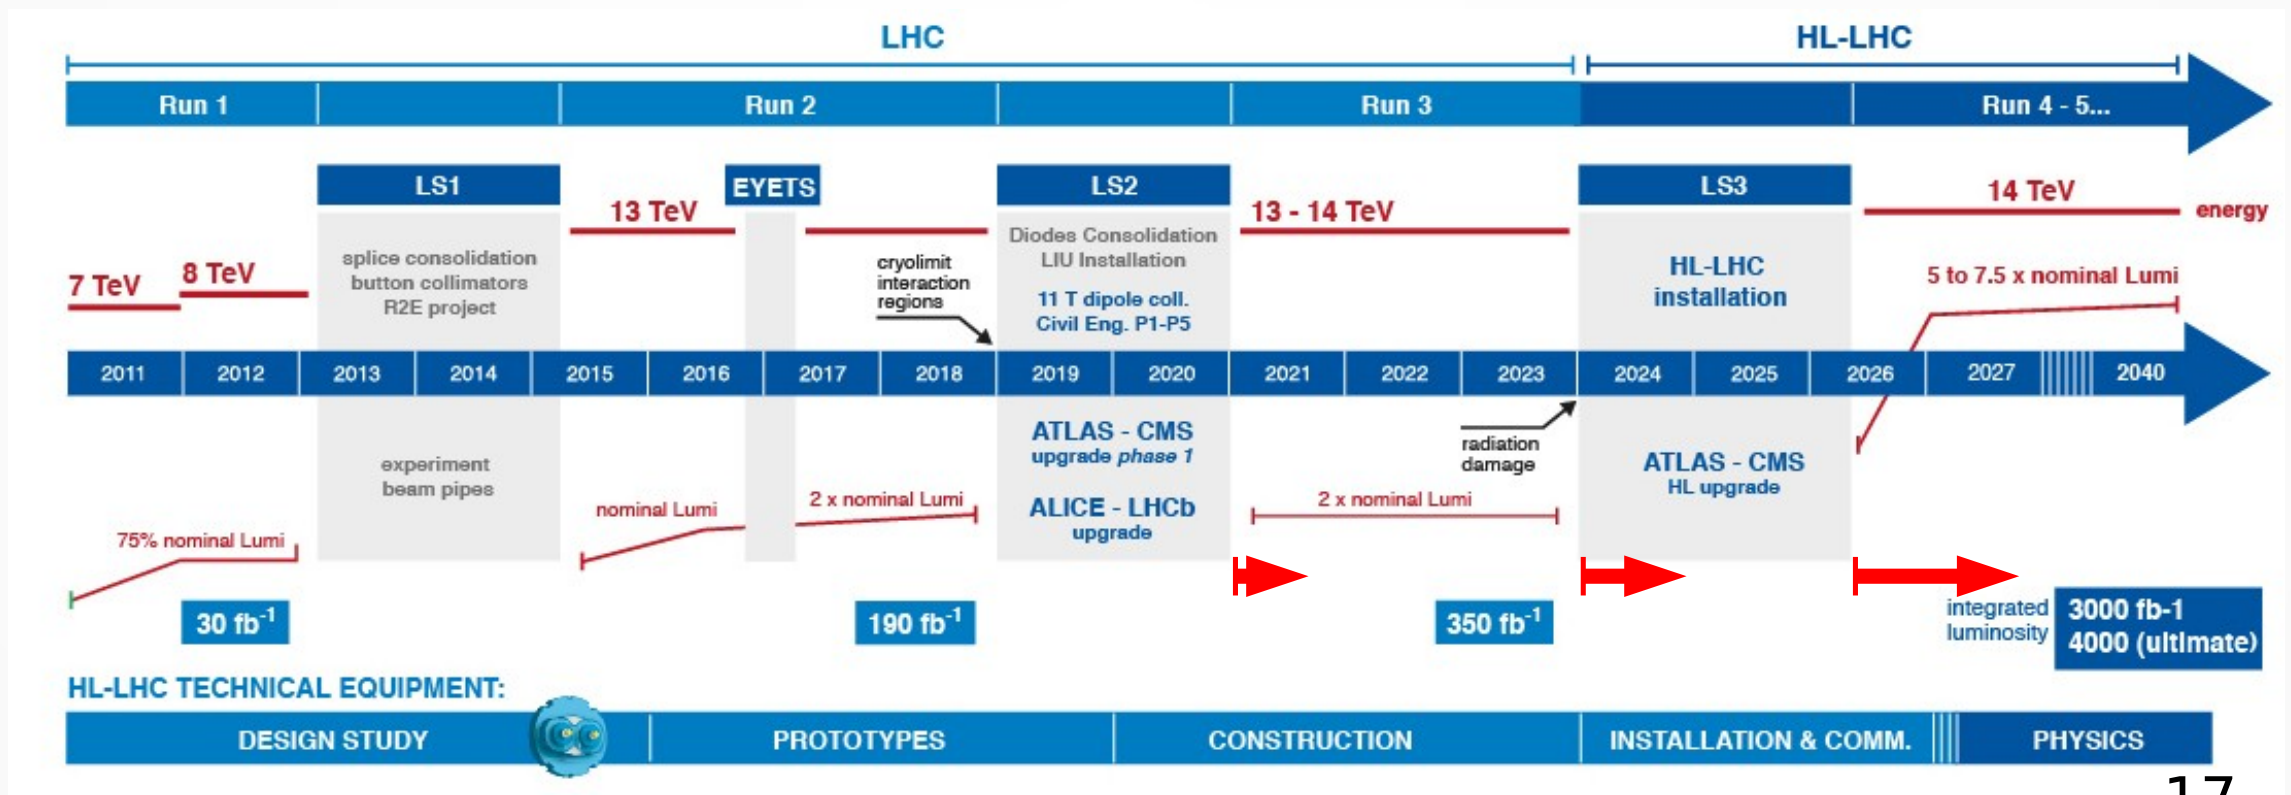 LHC
HL-LHC
Run 1
Run 2
Run 3
Run 4 - 5...
LS1
EYETS
LS2
LS3
13 TeV
13 - 14 TeV
14 TeV
energy
7 TeV
8 TeV
splice consolidation
button collimators
R2E project
cryolimit
interaction
regions
Diodes Consolidation
LIU Installation
11 T dipole coll.
Civil Eng. P1-P5
HL-LHC
installation
5 to 7.5 x nominal Lumi
2011
2012
2013
2014
2015
2016
2017
2018
2019
2020
2021
2022
2023
2024
2025
2026
2027
2040
experiment
beam pipes
ATLAS - CMS
upgrade phase 1
ALICE - LHCb
upgrade
radiation
damage
ATLAS - CMS
HL upgrade
75% nominal Lumi
nominal Lumi
2 x nominal Lumi
2 x nominal Lumi
30 fb-1
190 fb-1
350 fb-1
integrated
luminosity
3000 fb-1
4000 (ultimate)
HL-LHC TECHNICAL EQUIPMENT:
DESIGN STUDY
PROTOTYPES
CONSTRUCTION
INSTALLATION & COMM.
PHYSICS
17